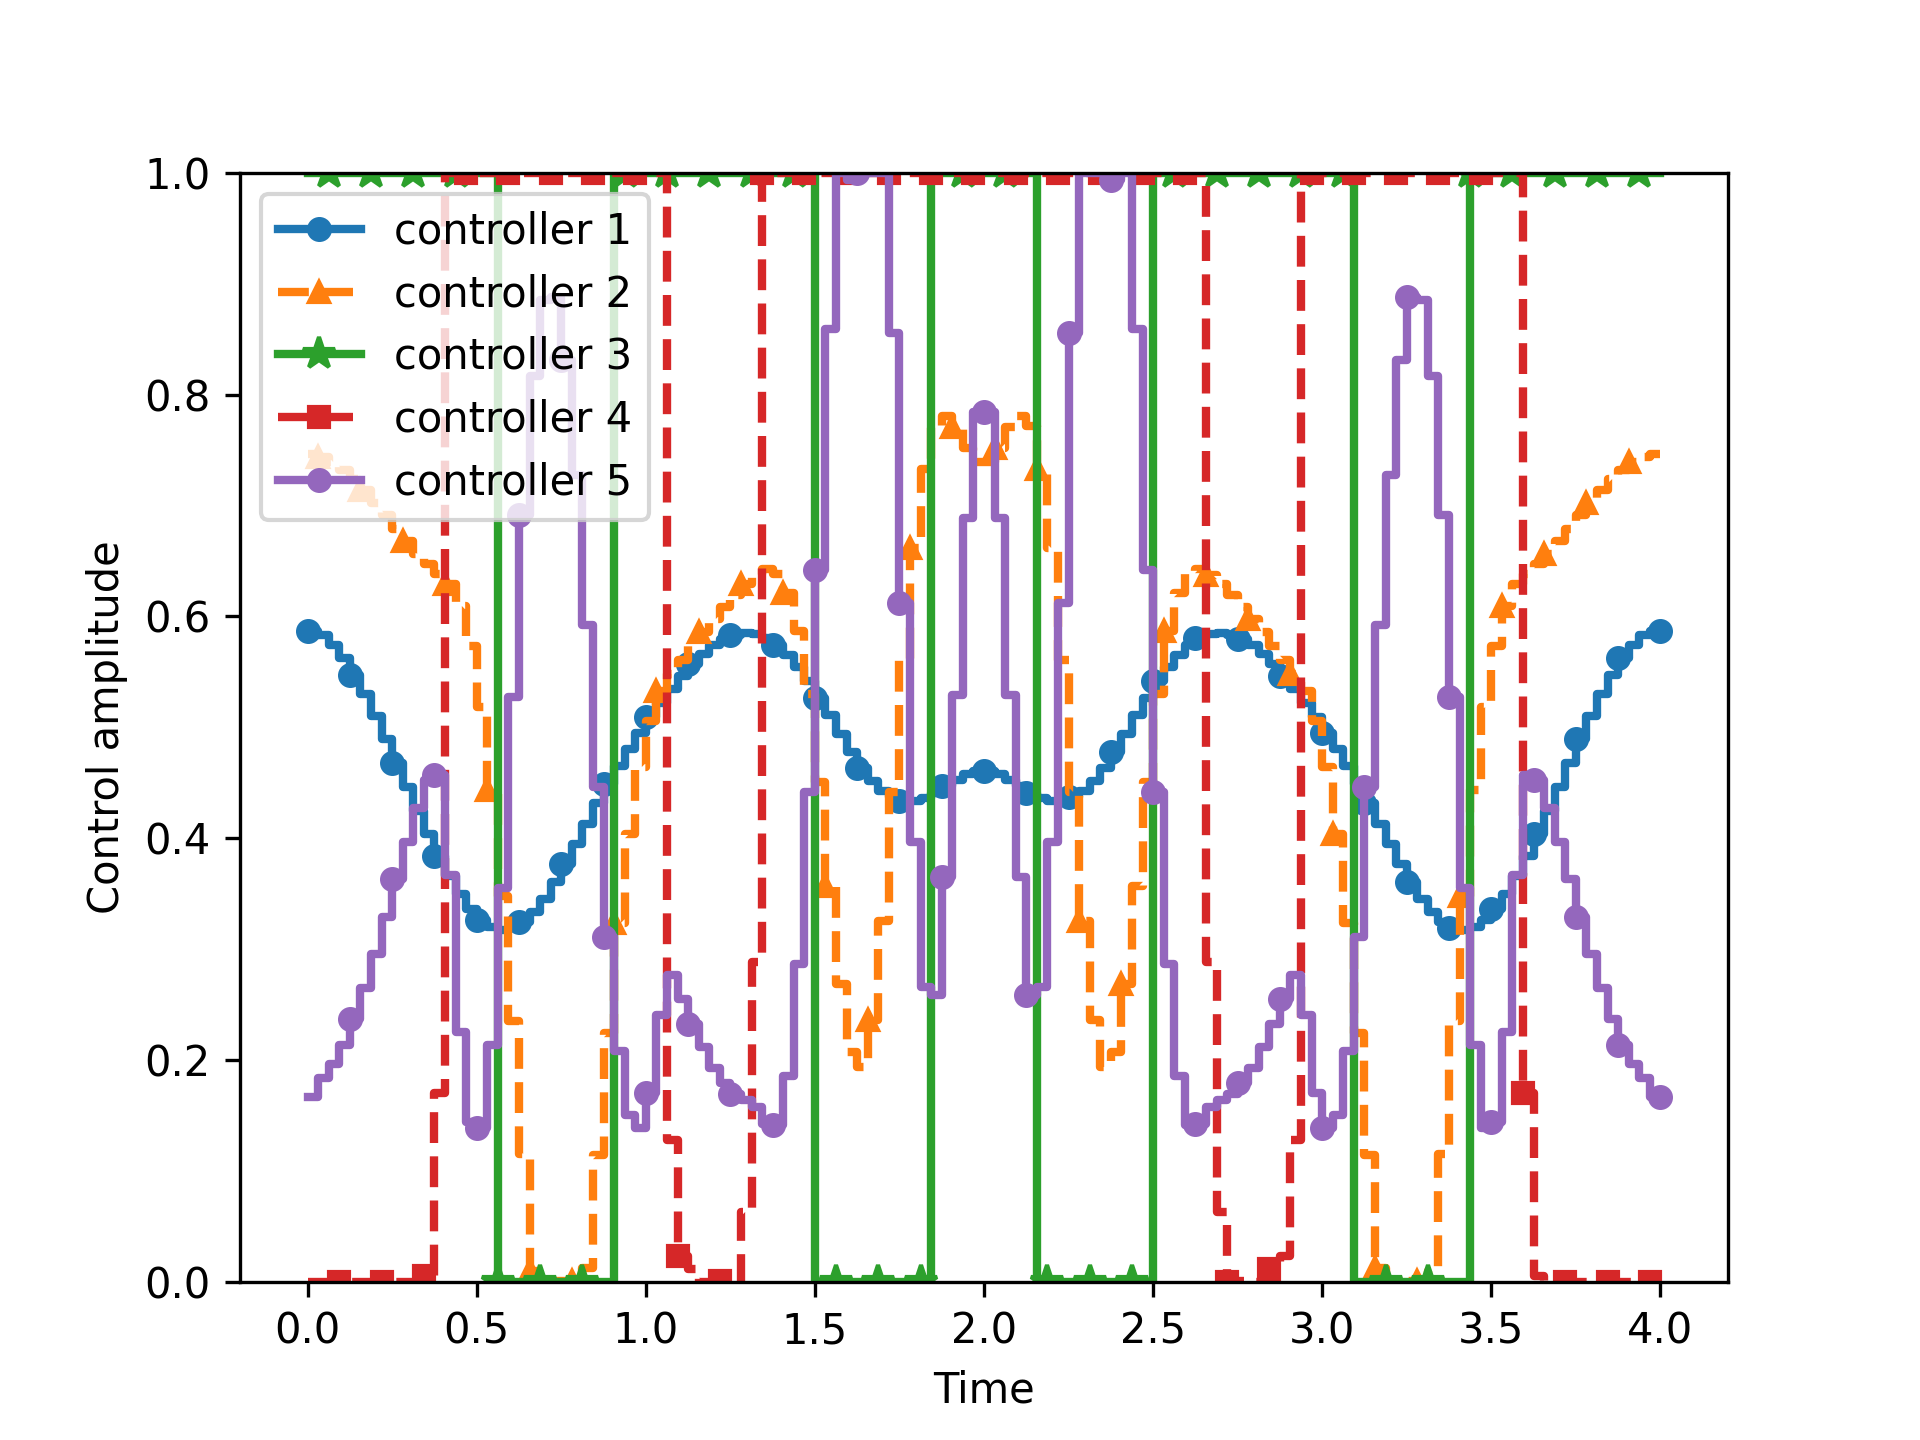 1.0
0.8
0.6
0.4
0.2
0.0
Control amplitude
controller 1
controller 2
controller 3
controller 4
controller 5
0.0 0.5 1.0 1.5 2.0 2.5 3.0 3.5 4.0
Time